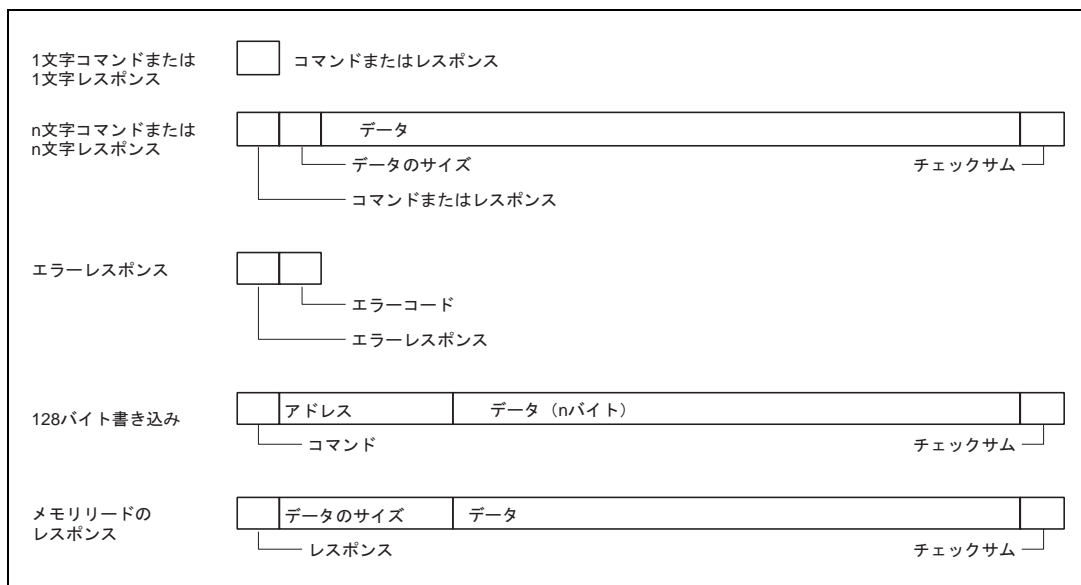 1文字コマンドまたは
1文字レスポンス
コマンドまたはレスポンス
n文字コマンドまたは
n文字レスポンス
データ
データのサイズ
チェックサム
コマンドまたはレスポンス
エラーレスポンス
エラーコード
エラーレスポンス
128バイト書き込み
アドレス
データ（nバイト）
コマンド
チェックサム
メモリリードの
レスポンス
データのサイズ
データ
レスポンス
チェックサム